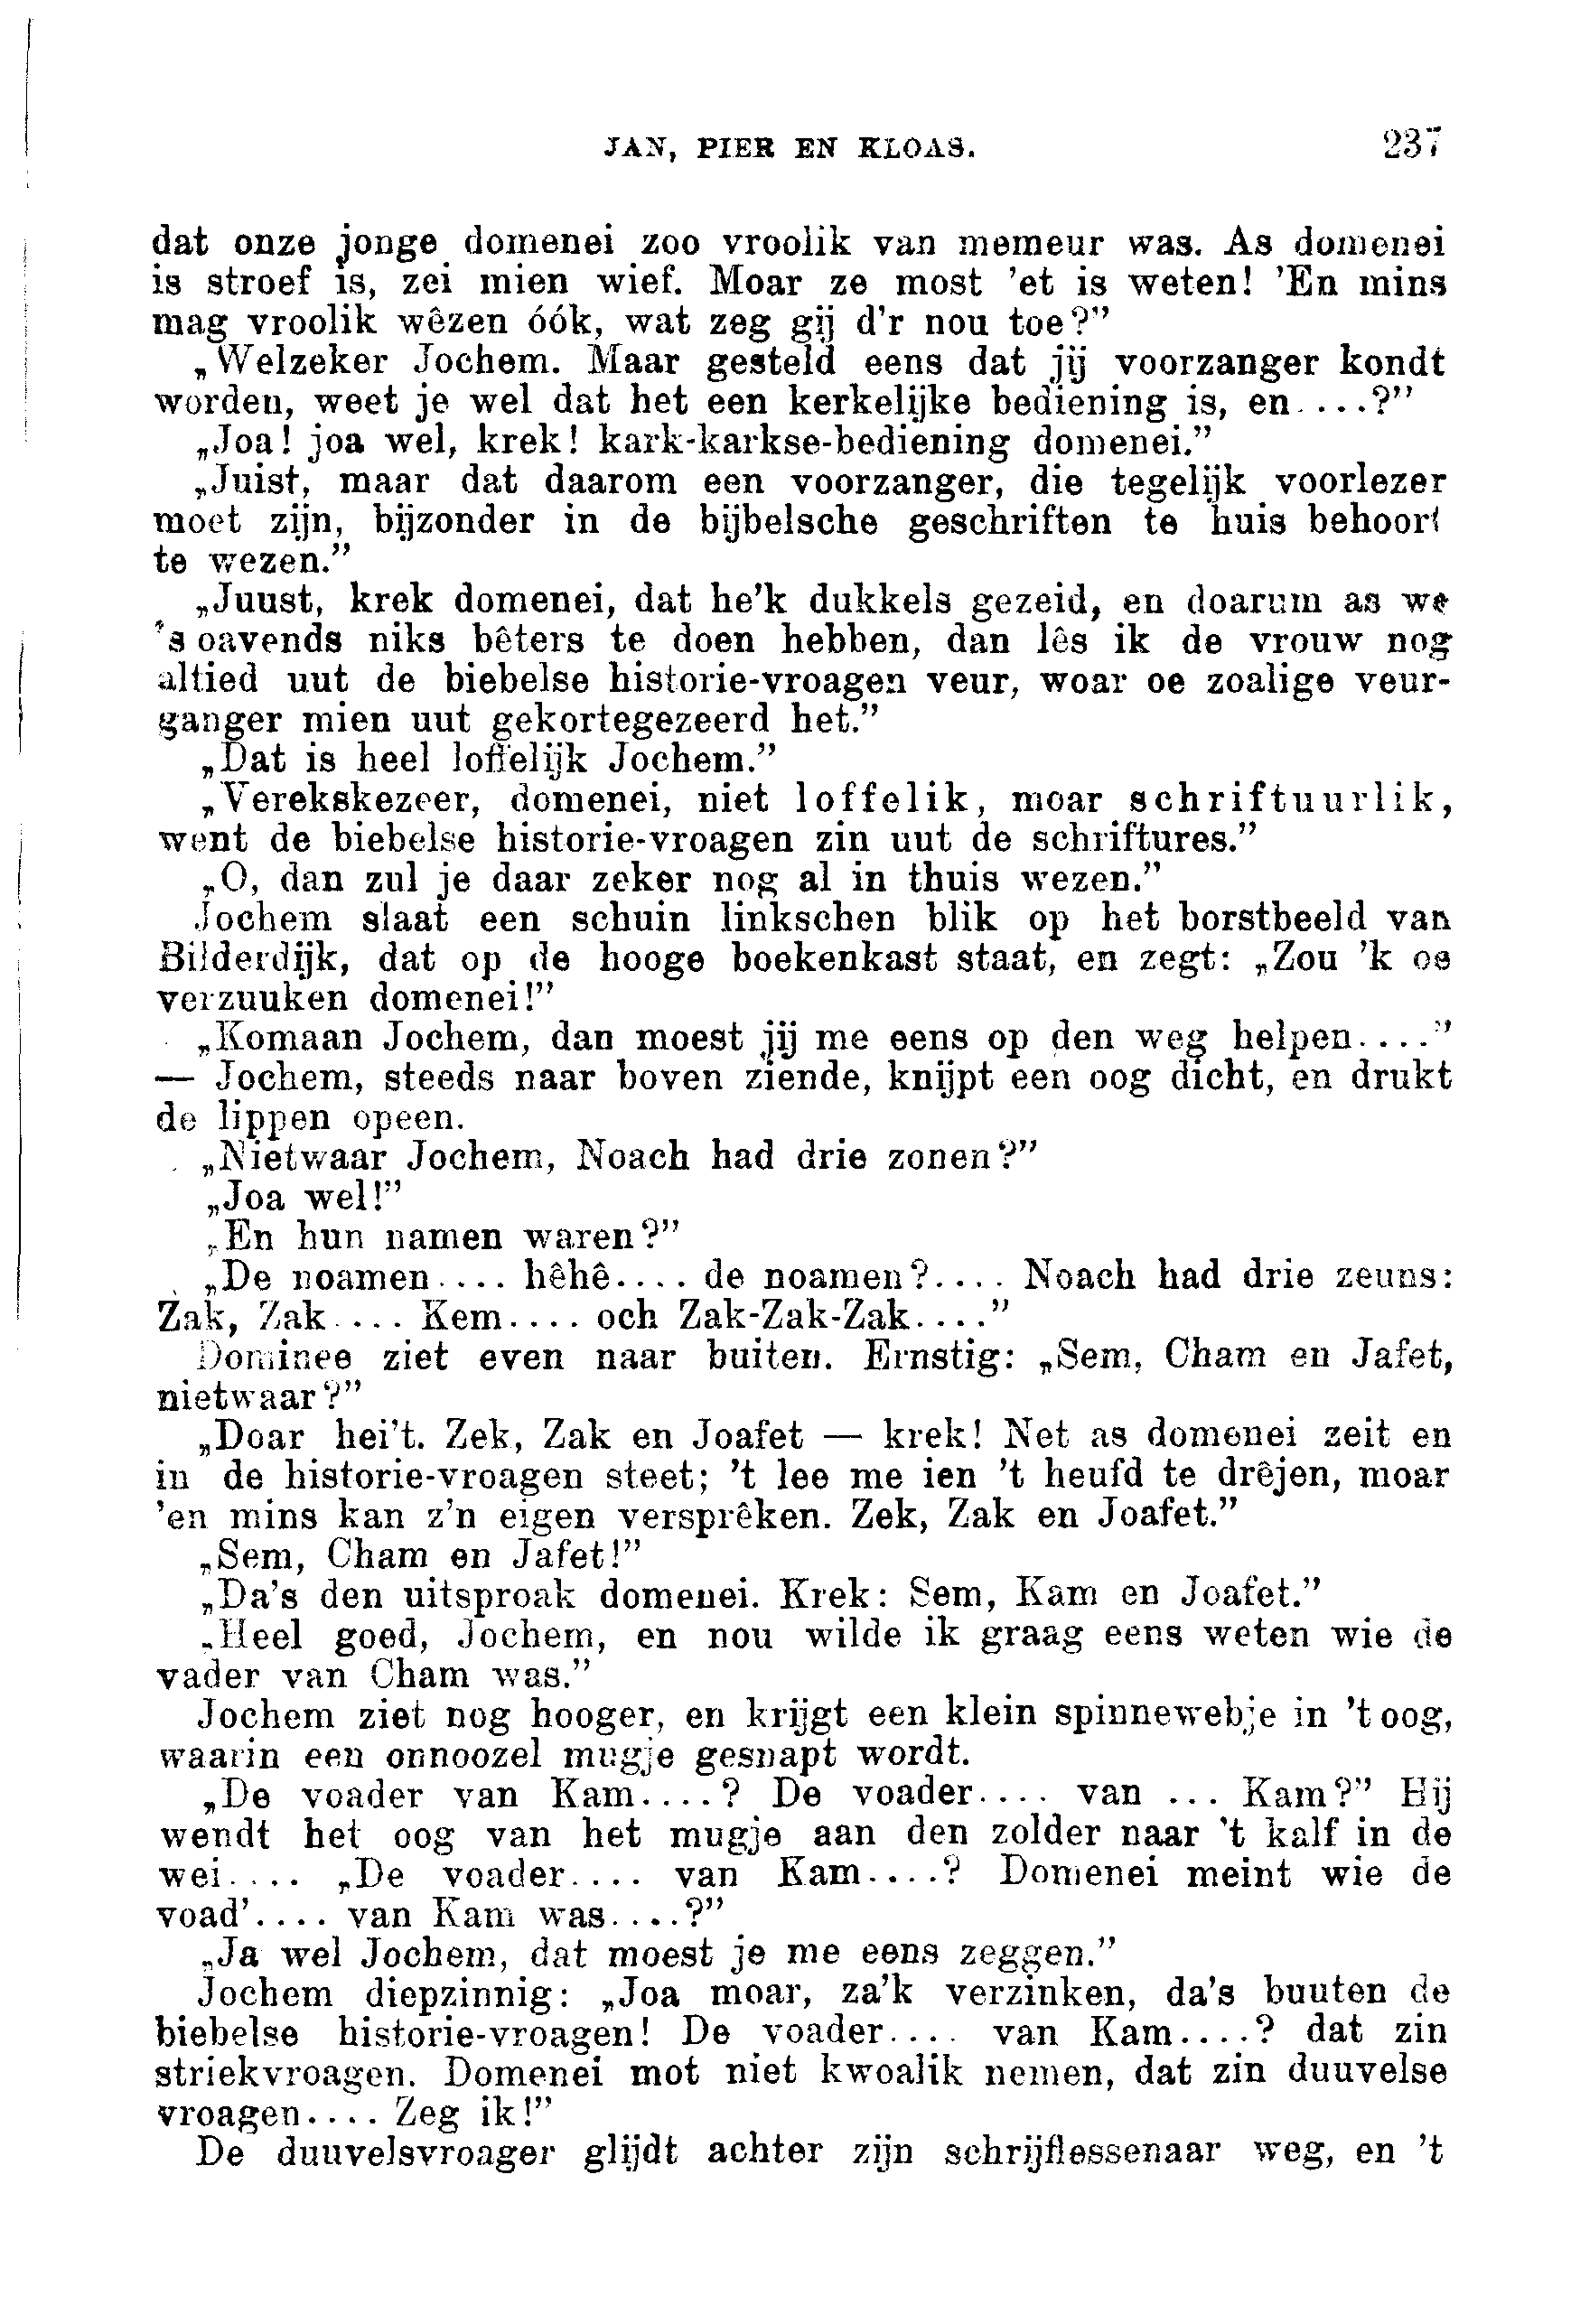 JAN, PIER EN KLOAS. 237
dat onze jonge domenei zoo vroolik van memeur was. As domenei
is stroef is, zei mien wief. Moar ze most 'et is weten! 'En mins
mag vroolik wêzen óók, wat zeg gij d'r nou toe?”
„Welzeker Jochem. Maar gesteld eens dat jij voorzanger kondt
worden, weet je wel dat het een kerkelijke bediening is, en....?”
„Joa! joa wel, krek! kark-karkse-bediening domenei.”
„Juist, maar dat daarom een voorzanger, die tegelijk voorlezer
moet zijn, bijzonder in de bijbelsche geschriften te huis behoort
te wezen.”
„Juust, krek domenei, dat he'k dukkels gezeid, en doarum as we
's oavends niks bêters te doen hebben, dan lês ik de vrouw nog
altied uut de biebelse historie-vroagen veur, woar oe zoalige veur-
ganger mien uut gekortegezeerd het.”
„Dat is heel loffelijk Jochem.”
„Verekskezeer, domenei, niet loffelik, moar schriftuurlik,
went de biebelse historie-vroagen zin uut de schriftures.”
„O, dan zul je daar zeker nog al in thuis wezen.”
Jochem slaat een schuin linkschen blik op het borstbeeld van
Bilderdijk, dat op de hooge boekenkast staat, en zegt: „Zou 'k oe
verzuuken domenei!”
„Komaan Jochem, dan moest jij me eens op den weg helpen....”
— Jochem, steeds naar boven ziende, knijpt een oog dicht, en drukt
de lippen opeen.
„Nietwaar Jochem, Noach had drie zonen?”
„Joa wel!”
„En hun namen waren?”
„De noamen.... hêhê.... de noamen?.... Noach had drie zeuns:
Zak, Zak.... Kem.... och Zak-Zak-Zak....”
Dominee ziet even naar buiten. Ernstig: „Sem, Cham en Jafet,
nietwaar?”
„Doar hei't. Zek, Zak en Joafet — krek! Net as domenei zeit en
in de historie-vroagen steet; 't lee me ien 't heufd te drêjen, moar
'en mins kan z'n eigen versprêken. Zek, Zak en Joafet.”
„Sem, Cham en Jafet!”
„Da's den uitsproak domenei. Krek: Sem, Kam en Joafet.”
„Heel goed, Jochem, en nou wilde ik graag eens weten wie de
vader van Cham was.”
Jochem ziet nog hooger, en krijgt een klein spinnewebje in 't oog,
waarin een onnoozel mugje gesnapt wordt.
„De voader van Kam....? De voader.... van ... Kam?” Hij
wendt het oog van het mugje aan den zolder naar 't kalf in de
wei.... „De voader.... van Kam....? Domenei meint wie de
voad'.... van Kam was....?”
„Ja wel Jochem, dat moest je me eens zeggen.”
Jochem diepzinnig: „Joa moar, za'k verzinken, da's buuten de
biebelse historie-vroagen! De voader.... van Kam....? dat zin
striekvroagen. Domenei mot niet kwoalik nemen, dat zin duuvelse
vroagen.... Zeg ik!”
De duuvelsvroager glijdt achter zijn schrijflessenaar weg, en 't